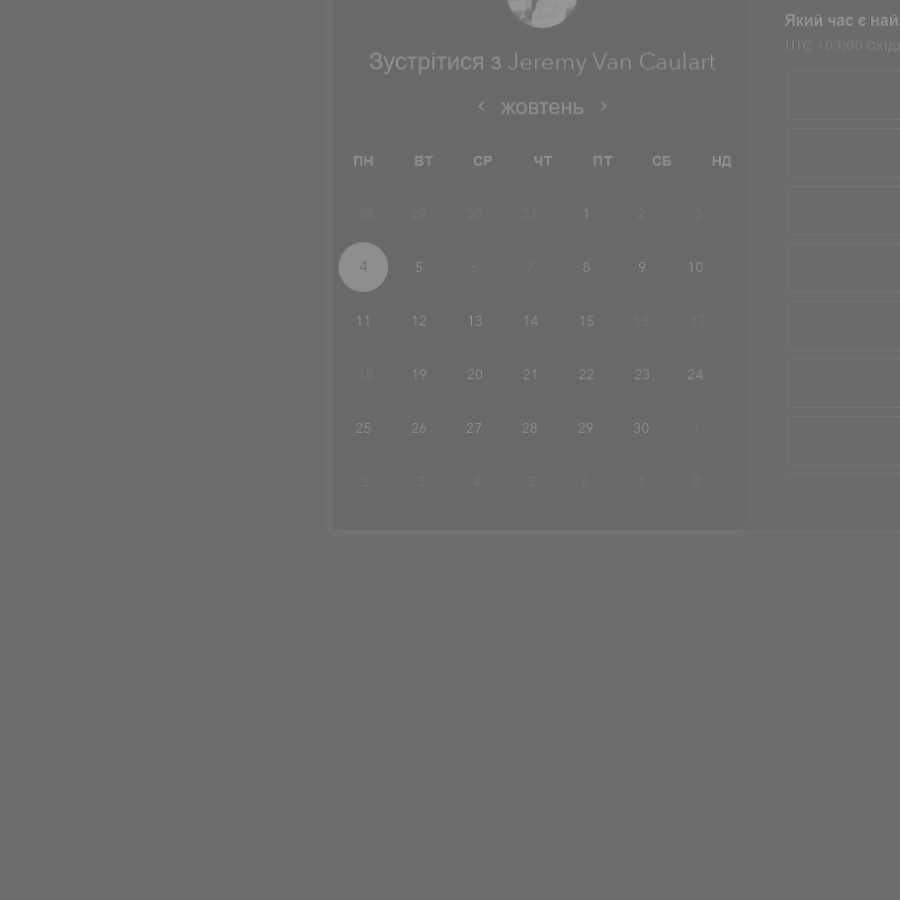 Який час є най
UTC +03:00 Схід
Зустрітися з Jeremy Van Caulart
‹ жовтень ›
ПН ВТ СР ЧТ ПТ СБ НД
28 29 30 31 1 2 3
4 5 6 7 8 9 10
11 12 13 14 15 16 17
18 19 20 21 22 23 24
25 26 27 28 29 30 1
2 3 4 5 6 7 8